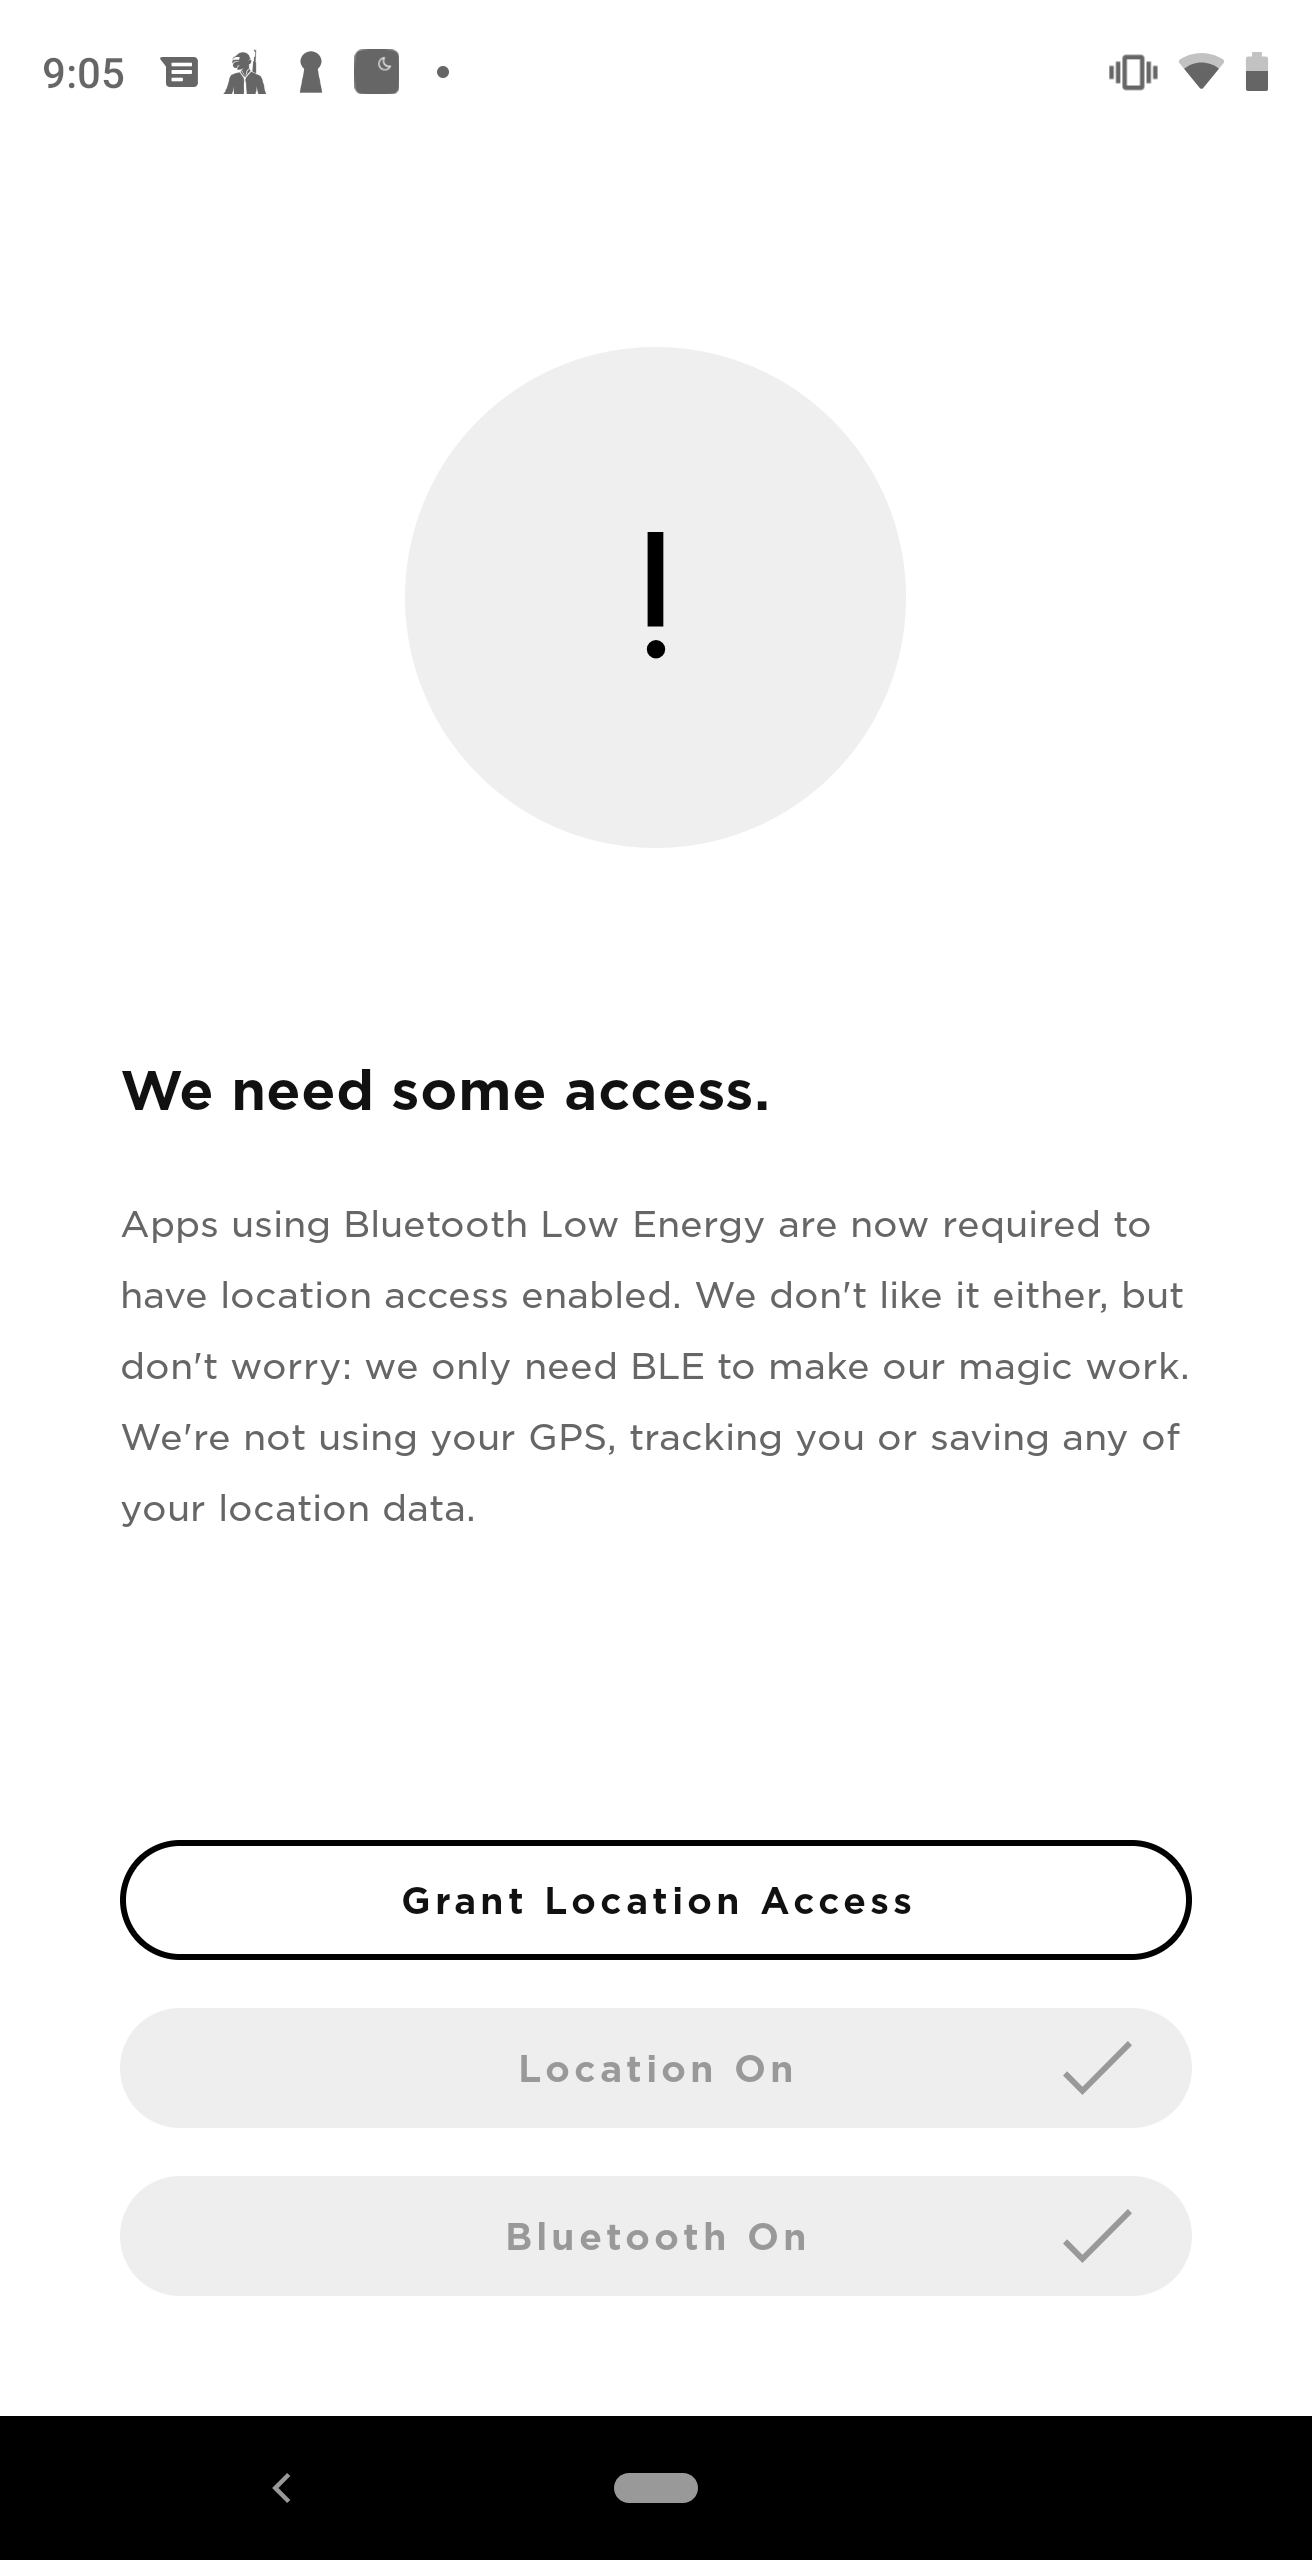 9:05
!
We need some access.
Apps using Bluetooth Low Energy are now required to
have location access enabled. We don't like it either, but
don't worry: we only need BLE to make our magic work.
We're not using your GPS, tracking you or saving any of
your location data.
Grant Location Access
Location On
Bluetooth On